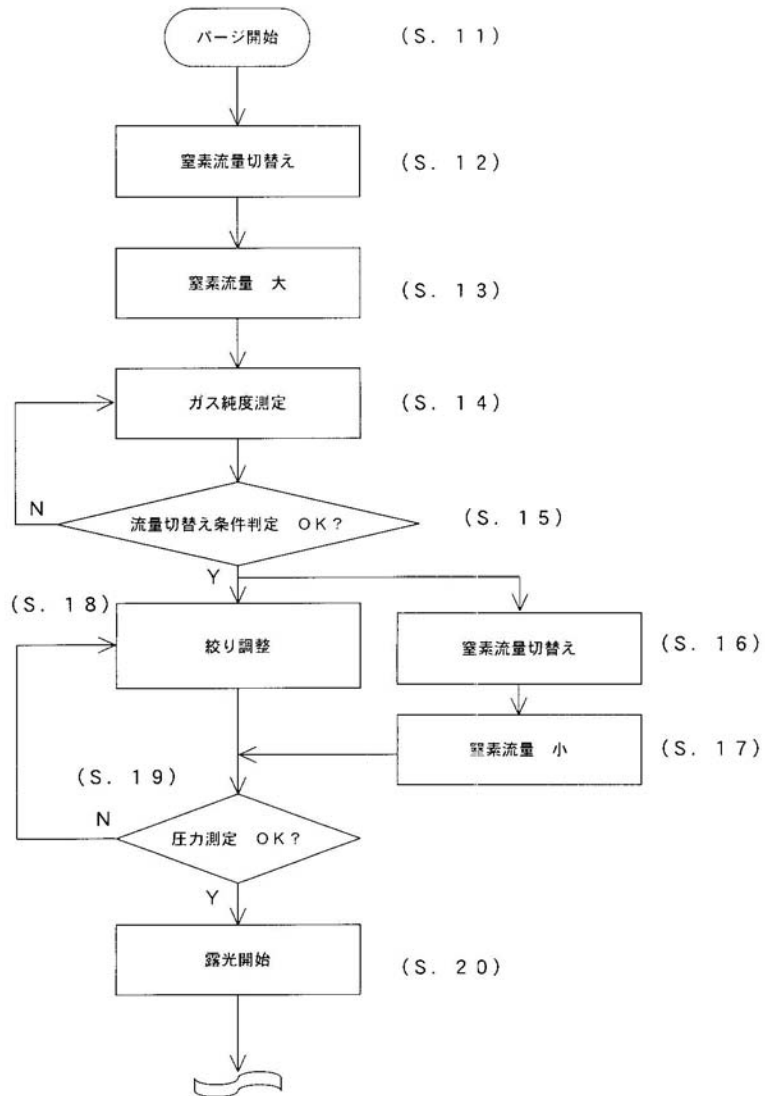 パージ開始 (S. 11)
窒素流量切替え (S. 12)
窒素流量 大 (S. 13)
ガス純度測定 (S. 14)
N
流量切替え条件判定 OK? (S. 15)
Y
(S. 18)
絞り調整
窒素流量切替え (S. 16)
窒素流量 小 (S. 17)
(S. 19)
N
圧力測定 OK?
Y
露光開始 (S. 20)